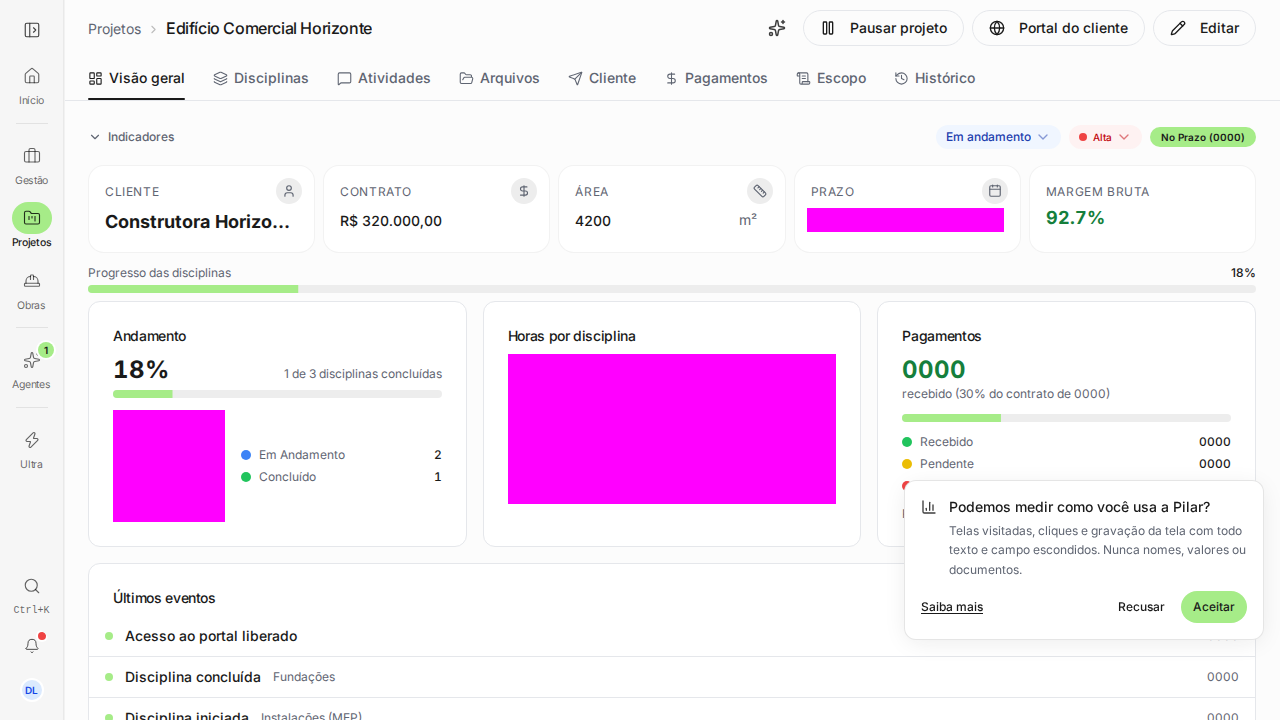 Projetos > Edifício Comercial Horizonte
Pausar projeto
Portal do cliente
Editar
Início
Gestão
Projetos
Obras
1
Agentes
Ultra
Ctrl+K
DL
Visão geral
Disciplinas
Atividades
Arquivos
Cliente
Pagamentos
Escopo
Histórico
Indicadores
Em andamento
Alta
No Prazo (0000)
CLIENTE
Construtora Horizo...
CONTRATO
R$ 320.000,00
ÁREA
4200 m²
PRAZO
MARGEM BRUTA
92.7%
Progresso das disciplinas 18%
Andamento
18% 1 de 3 disciplinas concluídas
Em Andamento 2
Concluído 1
Horas por disciplina
Pagamentos
0000
recebido (30% do contrato de 0000)
Recebido 0000
Pendente 0000
Últimos eventos
Acesso ao portal liberado
Disciplina concluída Fundações 0000
Disciplina iniciada Instalações (MEP) 0000
Podemos medir como você usa a Pilar?
Telas visitadas, cliques e gravação da tela com todo
texto e campo escondidos. Nunca nomes, valores ou
documentos.
Saiba mais
Recusar
Aceitar